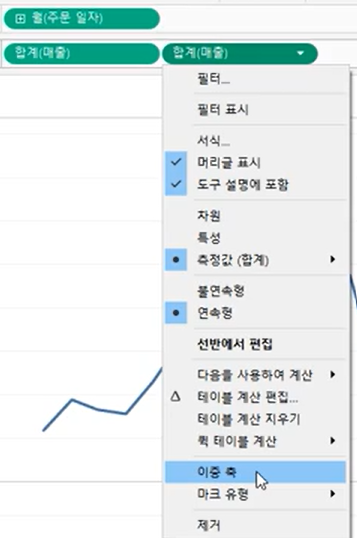 월(주문 일자)
합계(매출) 합계(매출)
필터...
필터 표시
서식...
머리글 표시
도구 설명에 포함
차원
특성
측정값 (합계)
불연속형
연속형
선반에서 편집
다음을 사용하여 계산
테이블 계산 편집...
테이블 계산 지우기
퀵 테이블 계산
이중 축
마크 유형
제거